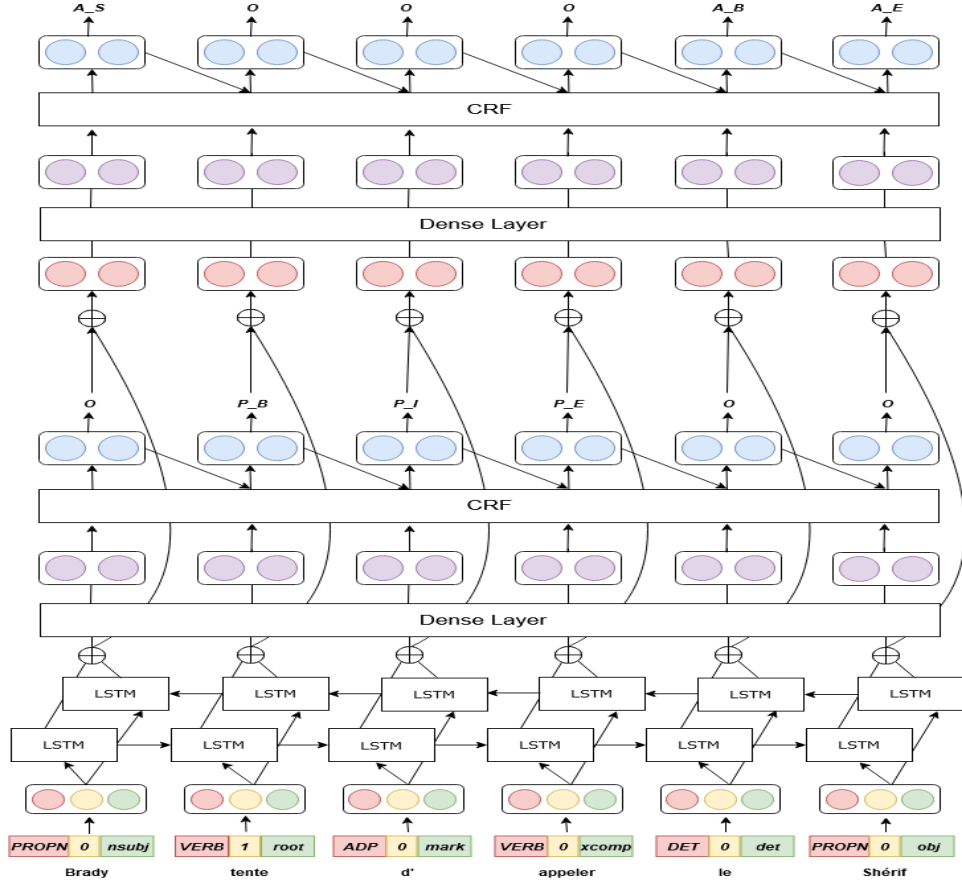 A_S O O O A_B A_E
CRF
Dense Layer
O P_B P_I P_E O O
CRF
Dense Layer
LSTM LSTM LSTM LSTM LSTM LSTM
LSTM LSTM LSTM LSTM LSTM LSTM
PROPN 0 nsubj VERB 1 root ADP 0 mark VERB 0 xcomp DET 0 det PROPN 0 obj
Brady tente d' appeler le Shérif